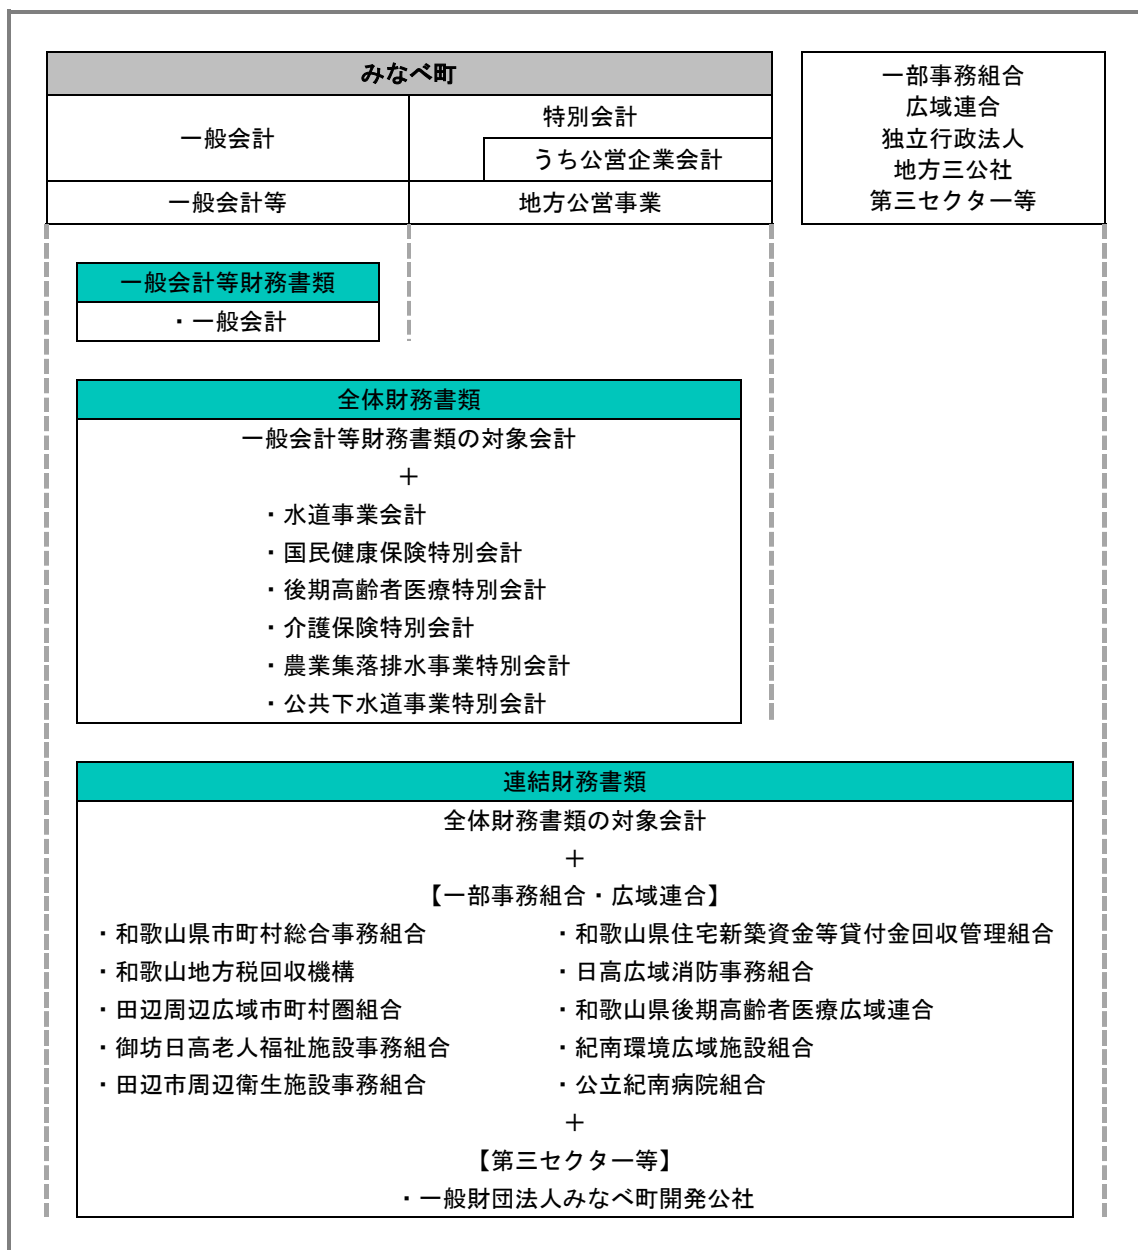 みなべ町
一般会計
特別会計
うち公営企業会計
一般会計等
地方公営事業
一部事務組合
広域連合
独立行政法人
地方三公社
第三セクター等
一般会計等財務書類
・一般会計
全体財務書類
一般会計等財務書類の対象会計
＋
・水道事業会計
・国民健康保険特別会計
・後期高齢者医療特別会計
・介護保険特別会計
・農業集落排水事業特別会計
・公共下水道事業特別会計
連結財務書類
全体財務書類の対象会計
＋
【一部事務組合・広域連合】
・和歌山県市町村総合事務組合
・和歌山県住宅新築資金等貸付金回収管理組合
・和歌山地方税回収機構
・日高広域消防事務組合
・田辺周辺広域市町村圏組合
・和歌山県後期高齢者医療広域連合
・御坊日高老人福祉施設事務組合
・紀南環境広域施設組合
・田辺市周辺衛生施設事務組合
・公立紀南病院組合
＋
【第三セクター等】
・一般財団法人みなべ町開発公社